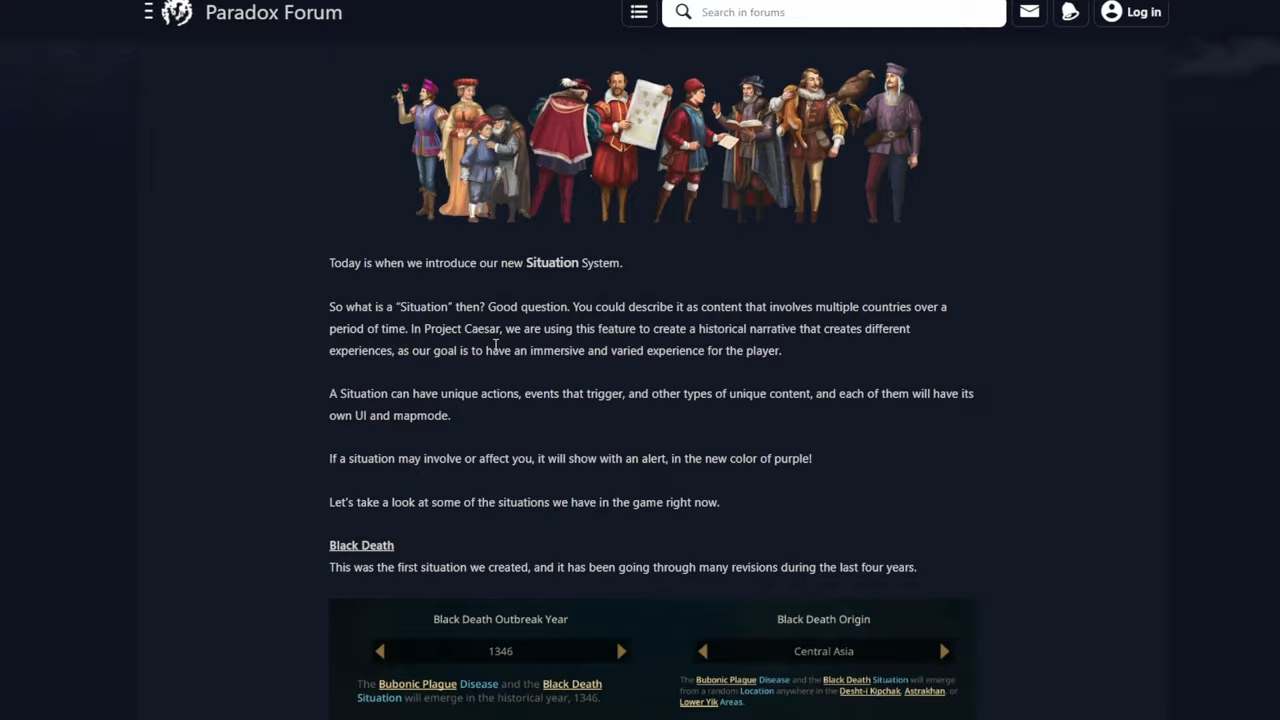 Paradox Forum
Search in forums
Log in
Today is when we introduce our new Situation System.
So what is a “Situation” then? Good question. You could describe it as content that involves multiple countries over a
period of time. In Project Caesar, we are using this feature to create a historical narrative that creates different
experiences, as our goal is to have an immersive and varied experience for the player.
A Situation can have unique actions, events that trigger, and other types of unique content, and each of them will have its
own UI and mapmode.
If a situation may involve or affect you, it will show with an alert, in the new color of purple!
Let's take a look at some of the situations we have in the game right now.
Black Death
This was the first situation we created, and it has been going through many revisions during the last four years.
Black Death Outbreak Year
1346
The Bubonic Plague Disease and the Black Death
Situation will emerge in the historical year, 1346.
Black Death Origin
Central Asia
The Bubonic Plague Disease and the Black Death Situation will emerge
from a random Location anywhere in the Desht-i Kipchak, Astrakhan, or
Lower Yik Areas.